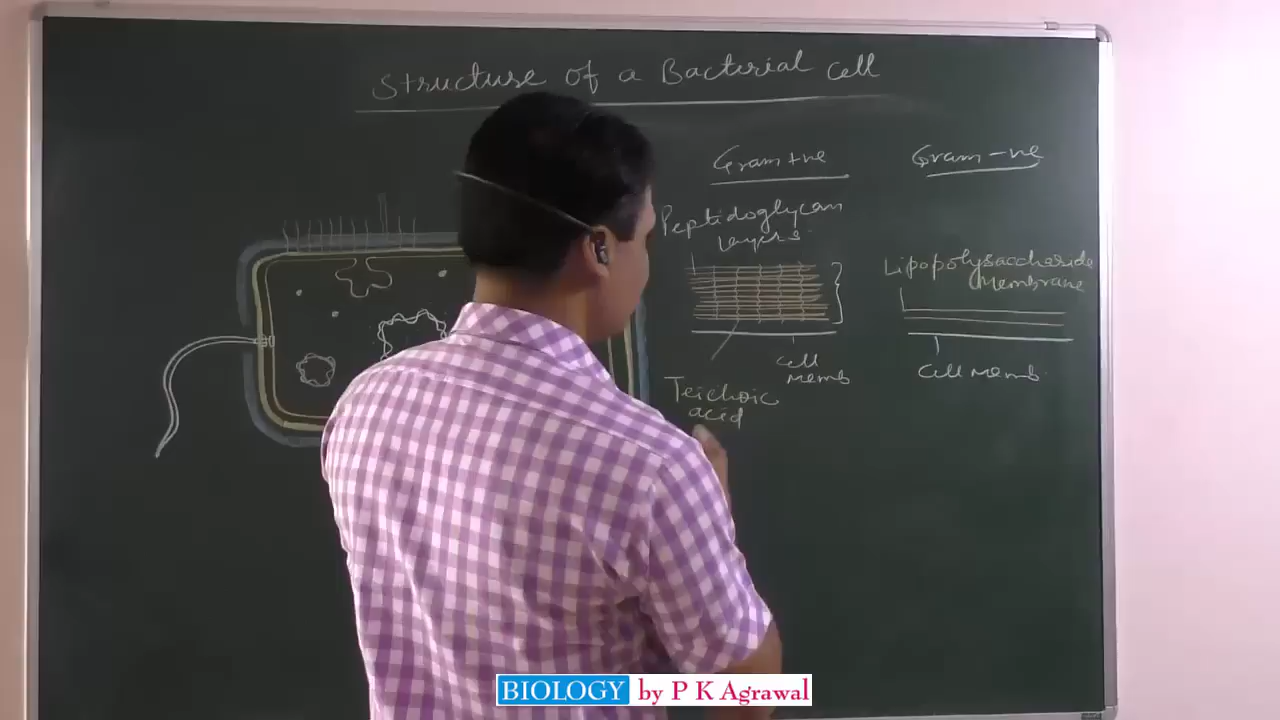 Structure of a Bacterial Cell
Gram +ve
Gram -ve
Peptidoglycan
layers
Lipopolysaccharide
Membrane
Cell
Memb
Cell Memb.
Teichoic
acid
BIOLOGY by P K Agrawal